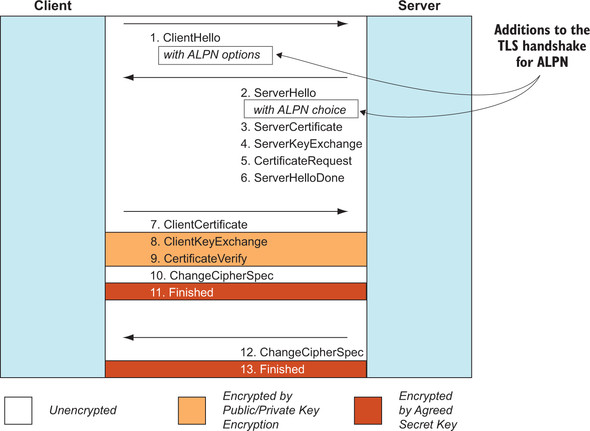 Client
Server
1. ClientHello
with ALPN options
Additions to the
TLS handshake
for ALPN
2. ServerHello
with ALPN choice
3. ServerCertificate
4. ServerKeyExchange
5. CertificateRequest
6. ServerHelloDone
7. ClientCertificate
8. ClientKeyExchange
9. CertificateVerify
10. ChangeCipherSpec
11. Finished
12. ChangeCipherSpec
13. Finished
Unencrypted
Encrypted by
Public/Private Key
Encryption
Encrypted
by Agreed
Secret Key